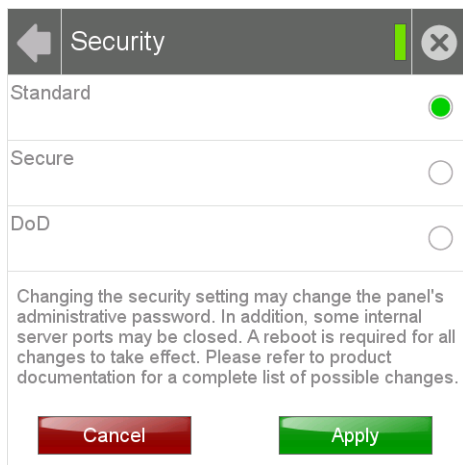 Security
Standard
Secure
DoD
Changing the security setting may change the panel's
administrative password. In addition, some internal
server ports may be closed. A reboot is required for all
changes to take effect. Please refer to product
documentation for a complete list of possible changes.
Cancel
Apply